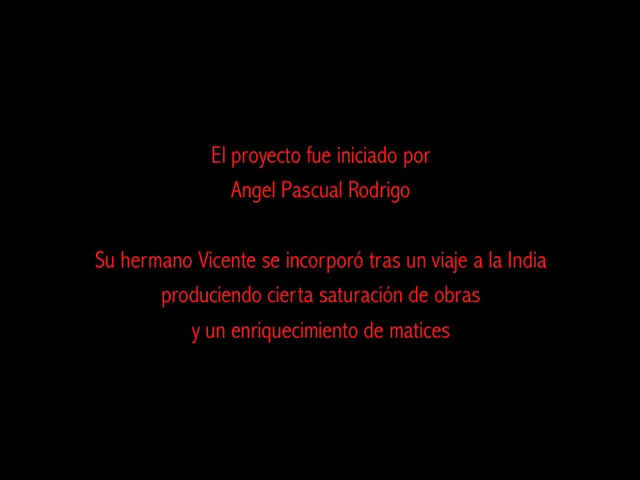 El proyecto fue iniciado por
Angel Pascual Rodrigo
Su hermano Vicente se incorporó tras un viaje a la India
produciendo cierta saturación de obras
y un enriquecimiento de matices